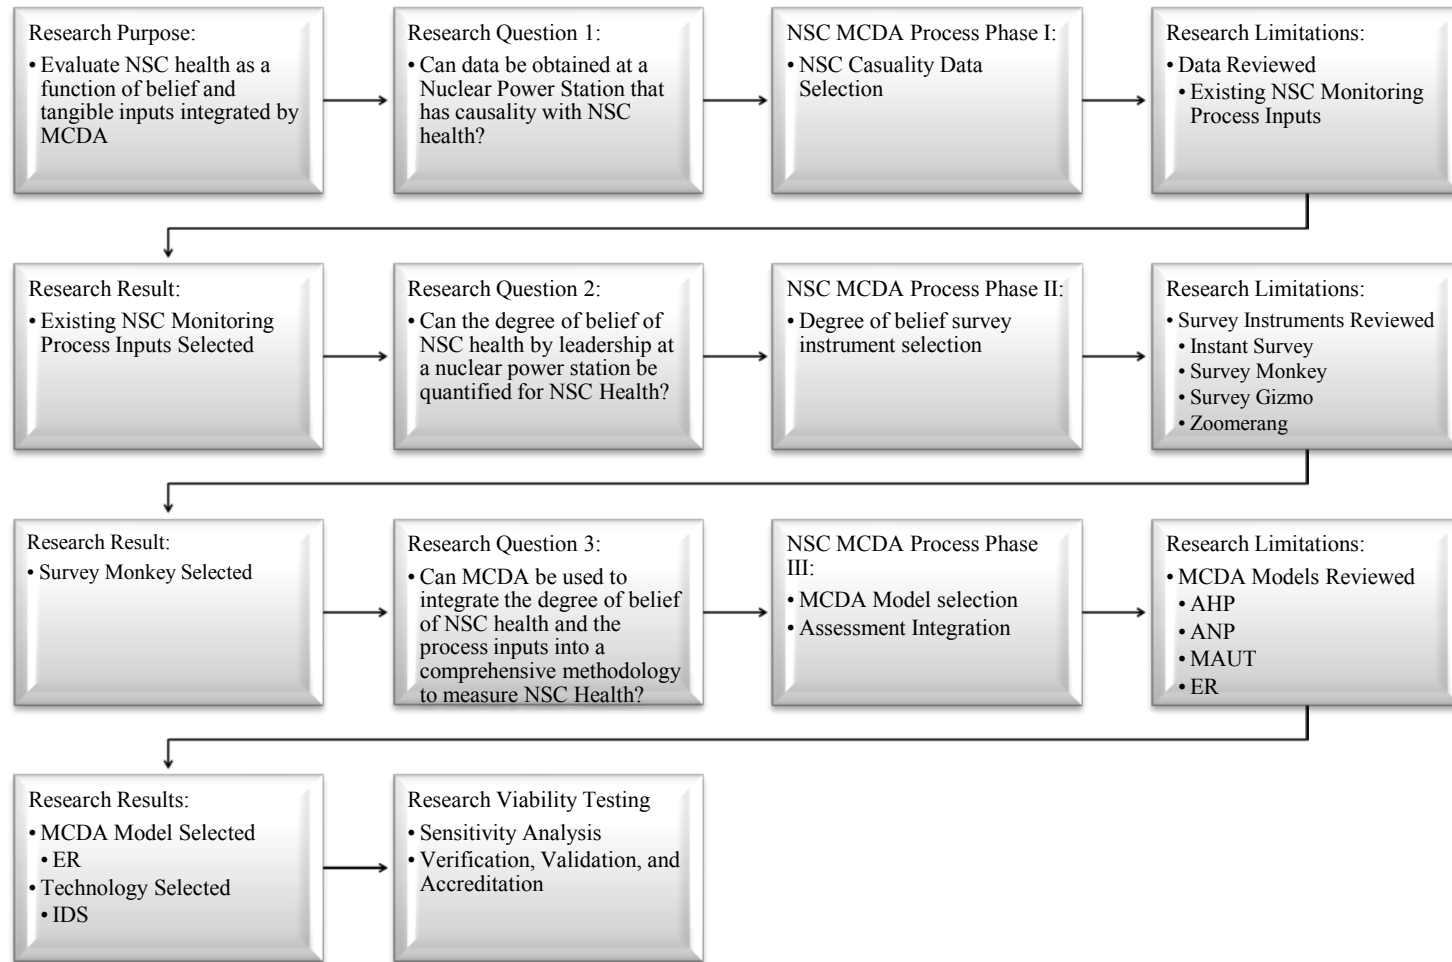 Research Purpose:
• Evaluate NSC health as a
function of belief and
tangible inputs integrated by
MCDA
Research Question 1:
• Can data be obtained at a
Nuclear Power Station that
has causality with NSC
health?
NSC MCDA Process Phase I:
• NSC Casuality Data
Selection
Research Limitations:
• Data Reviewed
• Existing NSC Monitoring
Process Inputs
Research Result:
• Existing NSC Monitoring
Process Inputs Selected
Research Question 2:
• Can the degree of belief of
NSC health by leadership at
a nuclear power station be
quantified for NSC Health?
NSC MCDA Process Phase II:
• Degree of belief survey
instrument selection
Research Limitations:
• Survey Instruments Reviewed
• Instant Survey
• Survey Monkey
• Survey Gizmo
• Zoomerang
Research Result:
• Survey Monkey Selected
Research Question 3:
• Can MCDA be used to
integrate the degree of belief
of NSC health and the
process inputs into a
comprehensive methodology
to measure NSC Health?
NSC MCDA Process Phase
III:
• MCDA Model selection
• Assessment Integration
Research Limitations:
• MCDA Models Reviewed
• AHP
• ANP
• MAUT
• ER
Research Results:
• MCDA Model Selected
• ER
• Technology Selected
• IDS
Research Viability Testing
• Sensitivity Analysis
• Verification, Validation, and
Accreditation